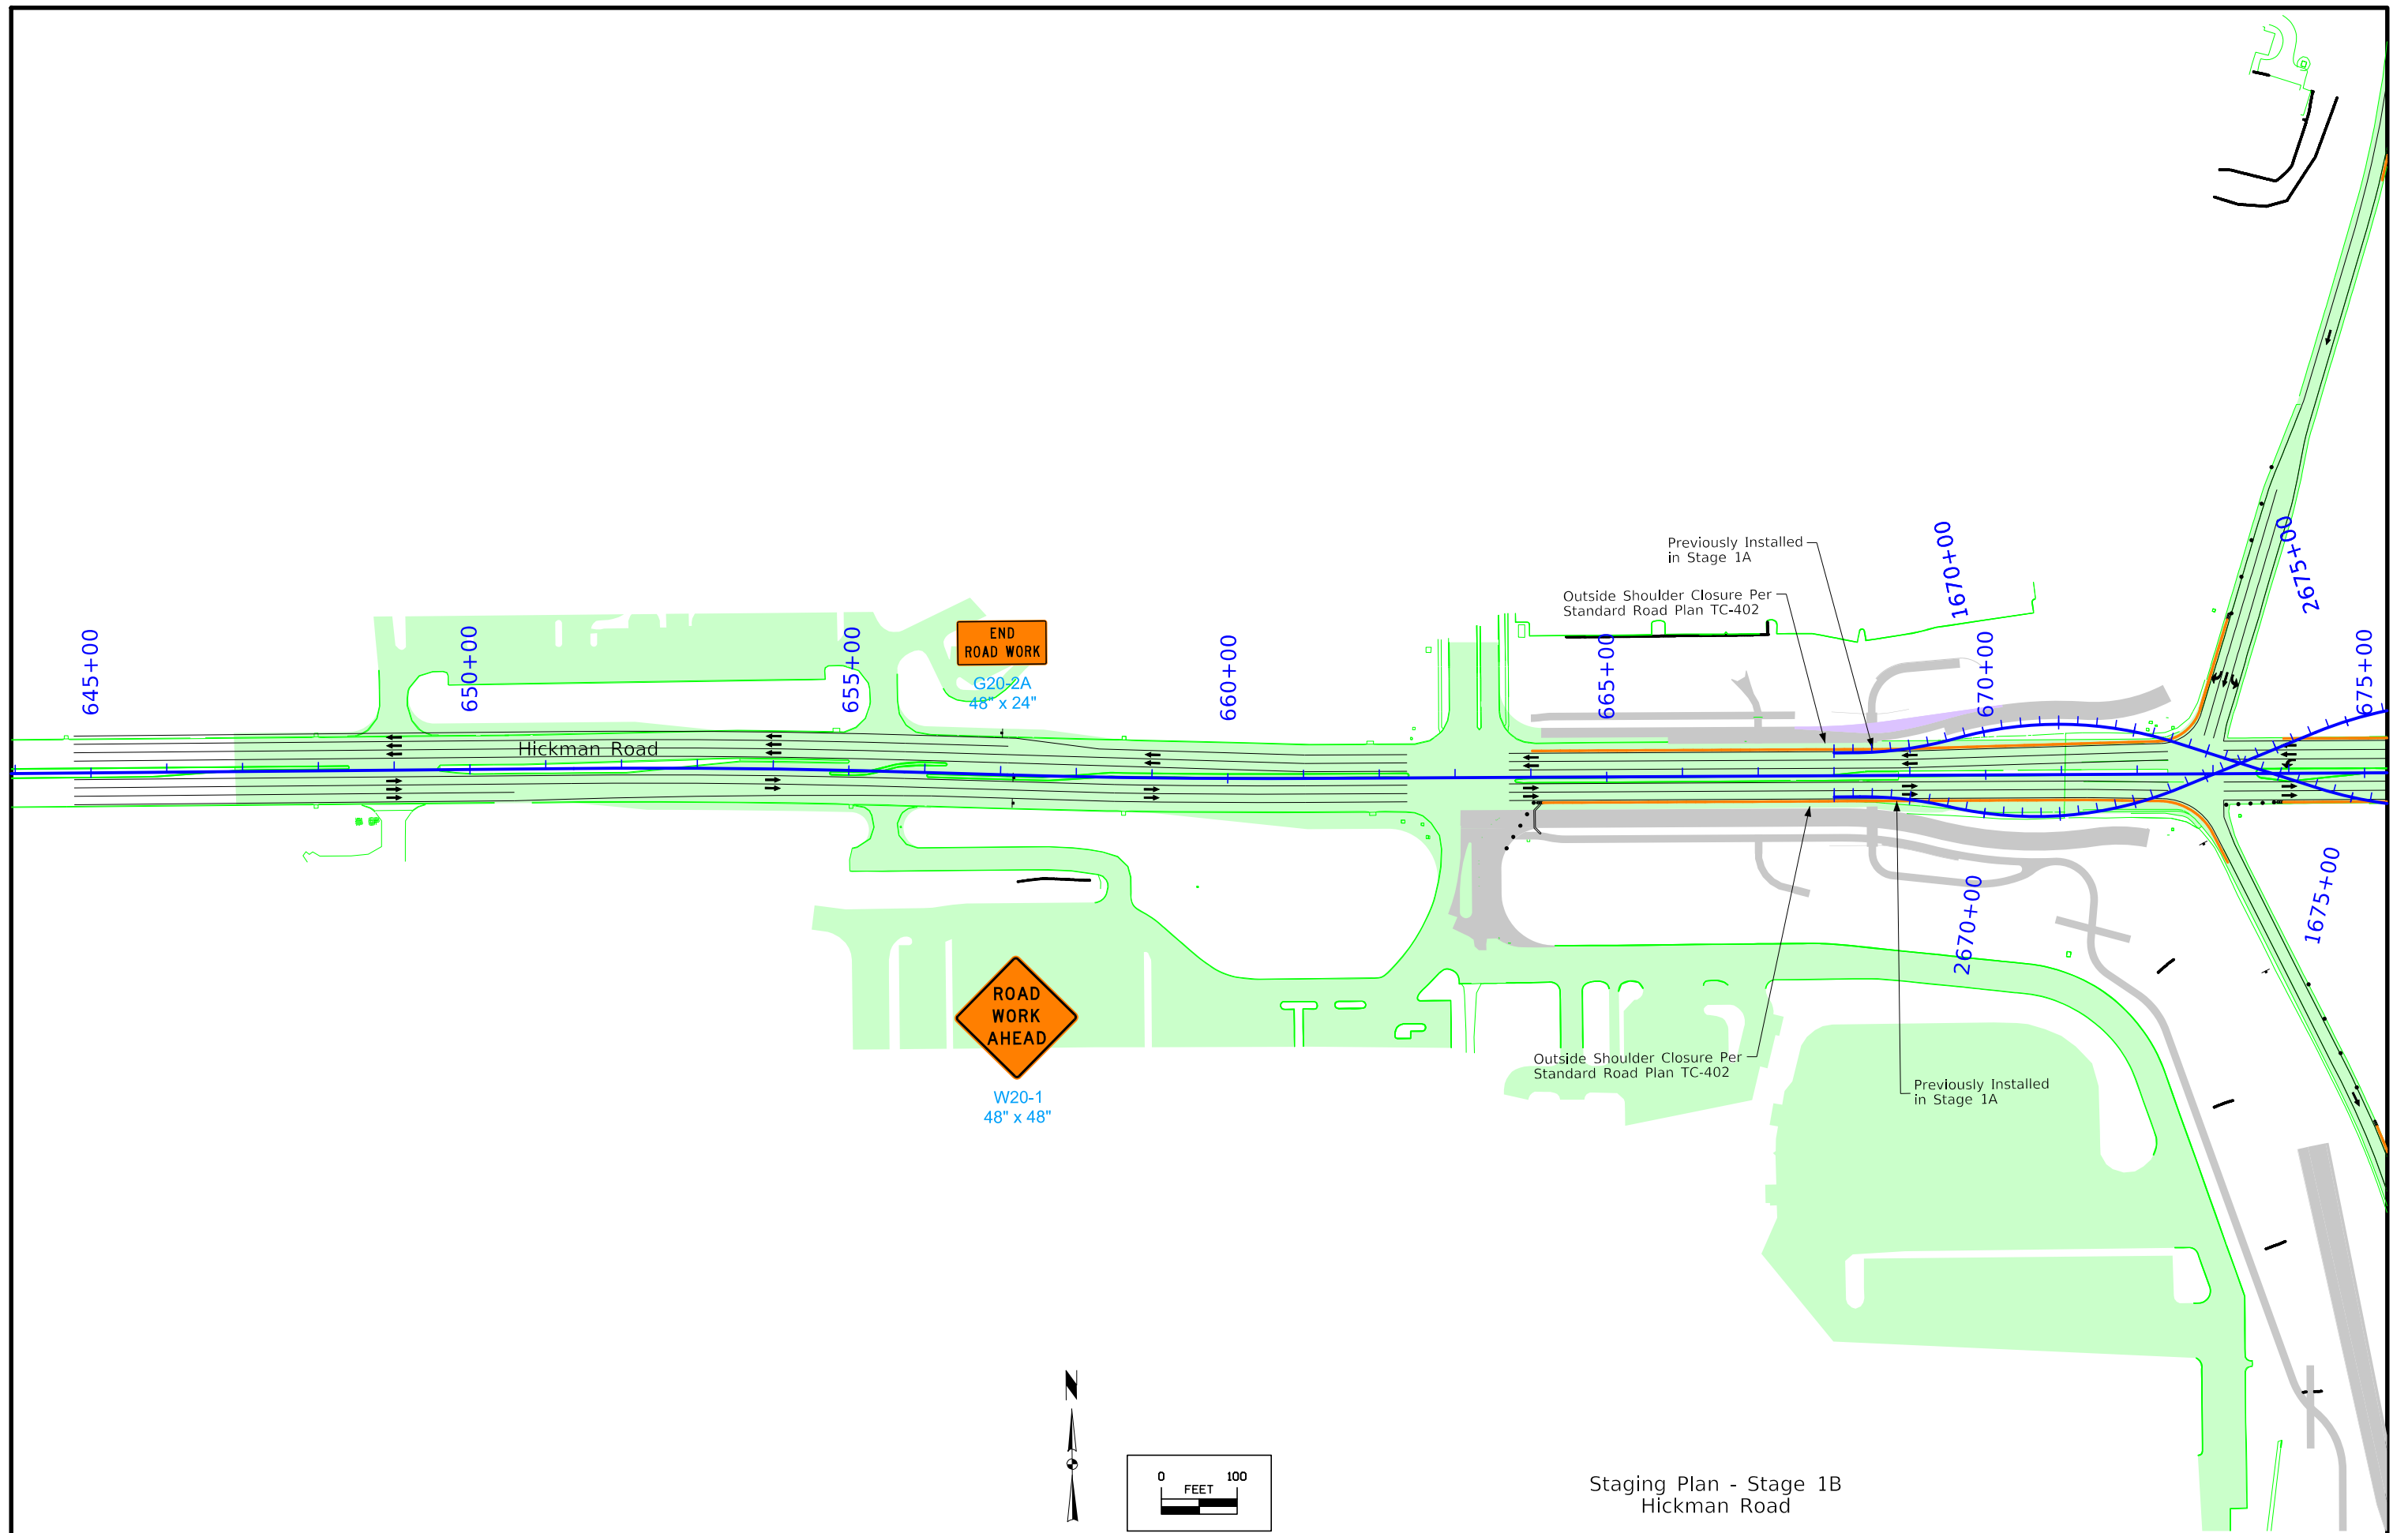 Previously Installed
in Stage 1A
Outside Shoulder Closure Per
Standard Road Plan TC-402
1670+00
2675+00
END
ROAD WORK
G20-2A
48" x 24"
645+00
650+00
655+00
660+00
665+00
670+00
675+00
Hickman Road
1675+00
2670+00
ROAD
WORK
AHEAD
W20-1
48" x 48"
Outside Shoulder Closure Per
Standard Road Plan TC-402
Previously Installed
in Stage 1A
N
0 100
FEET
Staging Plan - Stage 1B
Hickman Road